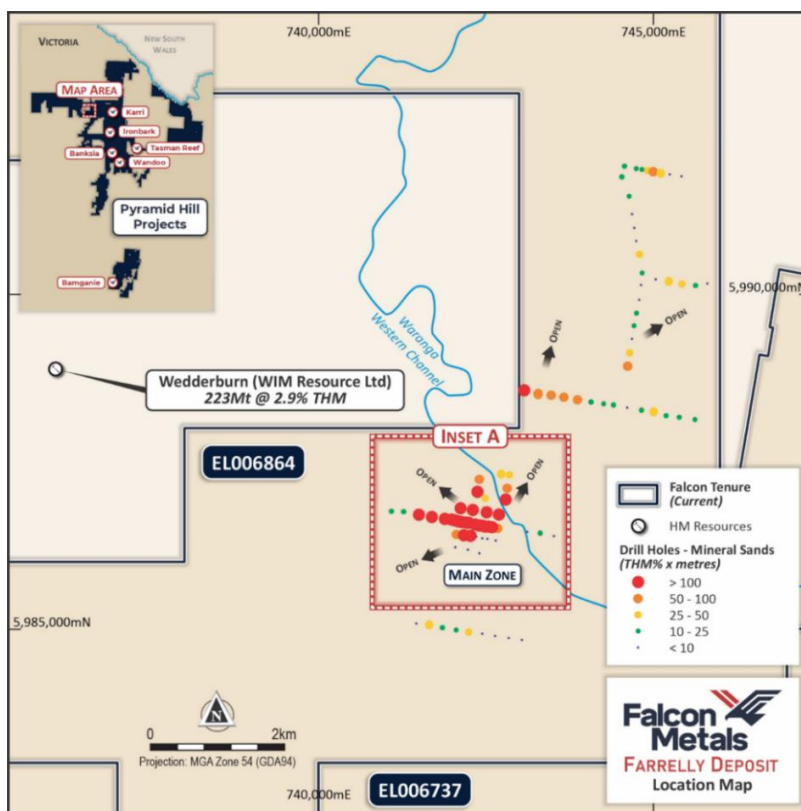 740,000mE
745,000mE
VICTORIA
NEW SOUTH
WALES
MAP AREA
Karri
Ironbark
Banksia
Tasman Reef
Wandoo
Pyramid Hill
Projects
Bamganie
5,990,000mN
Waranga
Western Channel
OPEN
OPEN
Wedderburn (WIM Resource Ltd)
223Mt @ 2.9% THM
INSET A
EL006864
OPEN
OPEN
OPEN
MAIN ZONE
Falcon Tenure
(Current)
HM Resources
Drill Holes - Mineral Sands
(THM% x metres)
> 100
50 - 100
25 - 50
10 - 25
< 10
5,985,000mN
N
0 2km
Projection: MGA Zone 54 (GDA94)
Falcon
Metals
FARRELLY DEPOSIT
Location Map
740,000mE
EL006737